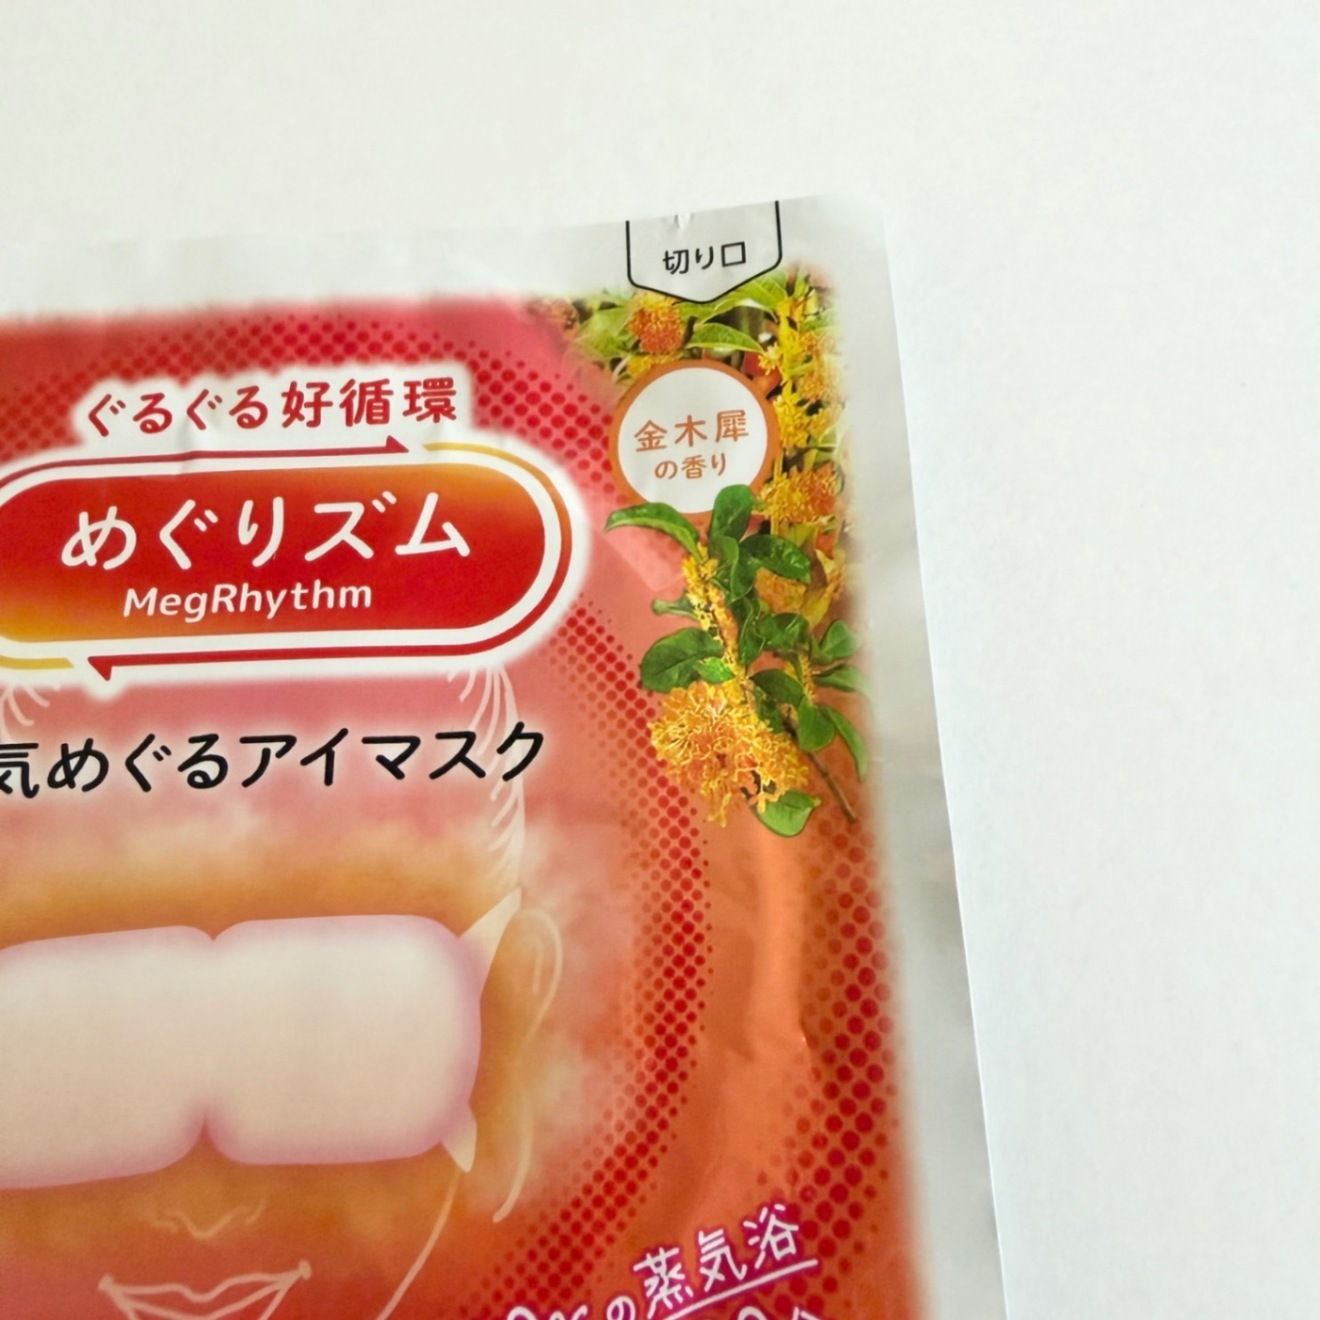 切り口
ぐるぐる好循環
金木犀
の香り
めぐりズム
MegRhythm
気めぐるアイマスク
の蒸気浴